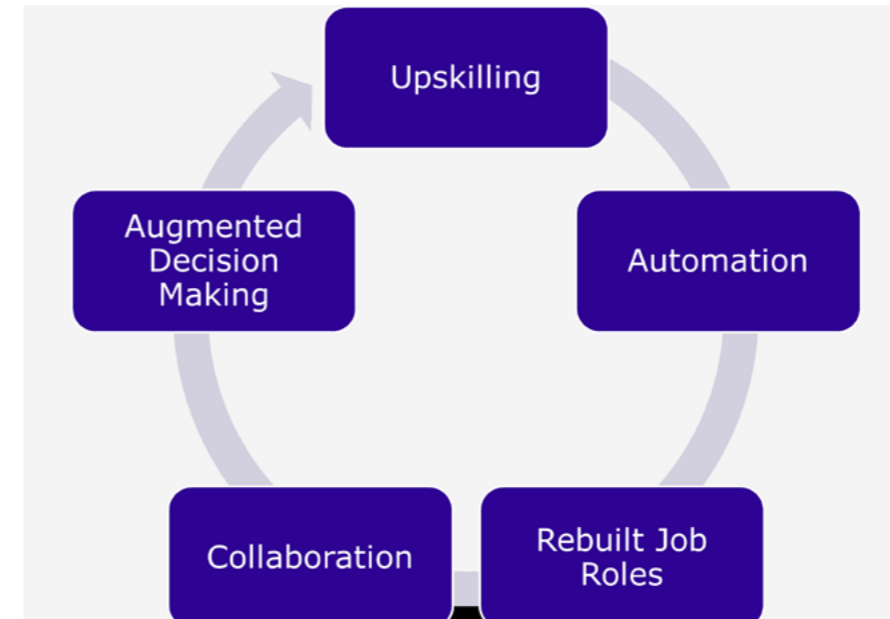 Upskilling
Automation
Rebuilt Job
Roles
Collaboration
Augmented
Decision
Making